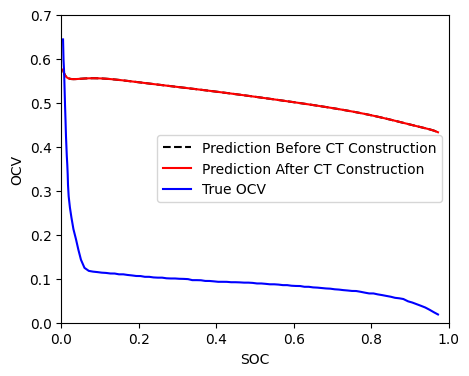 0.7
0.6
0.5
0.4
0.3
0.2
0.1
0.0
OCV
Prediction Before CT Construction
Prediction After CT Construction
True OCV
0.0 0.2 0.4 0.6 0.8 1.0
SOC